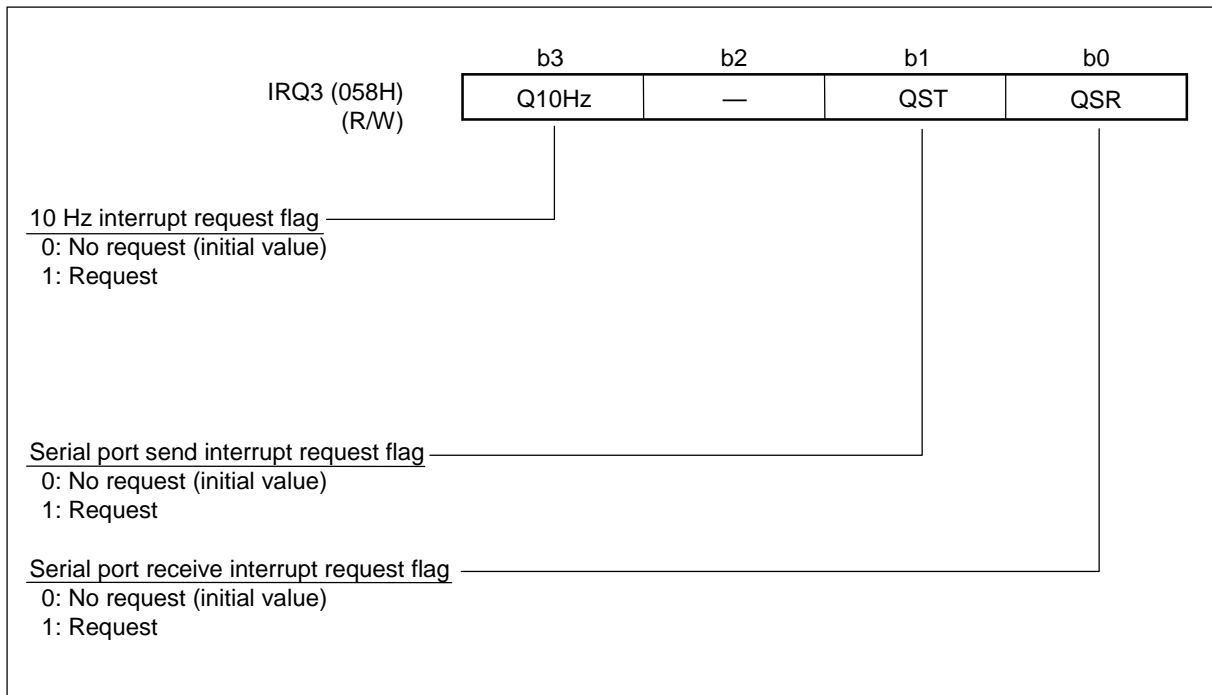 b3 b2 b1 b0
IRQ3 (058H) Q10Hz — QST QSR
(R/W)
10 Hz interrupt request flag
0: No request (initial value)
1: Request
Serial port send interrupt request flag
0: No request (initial value)
1: Request
Serial port receive interrupt request flag
0: No request (initial value)
1: Request